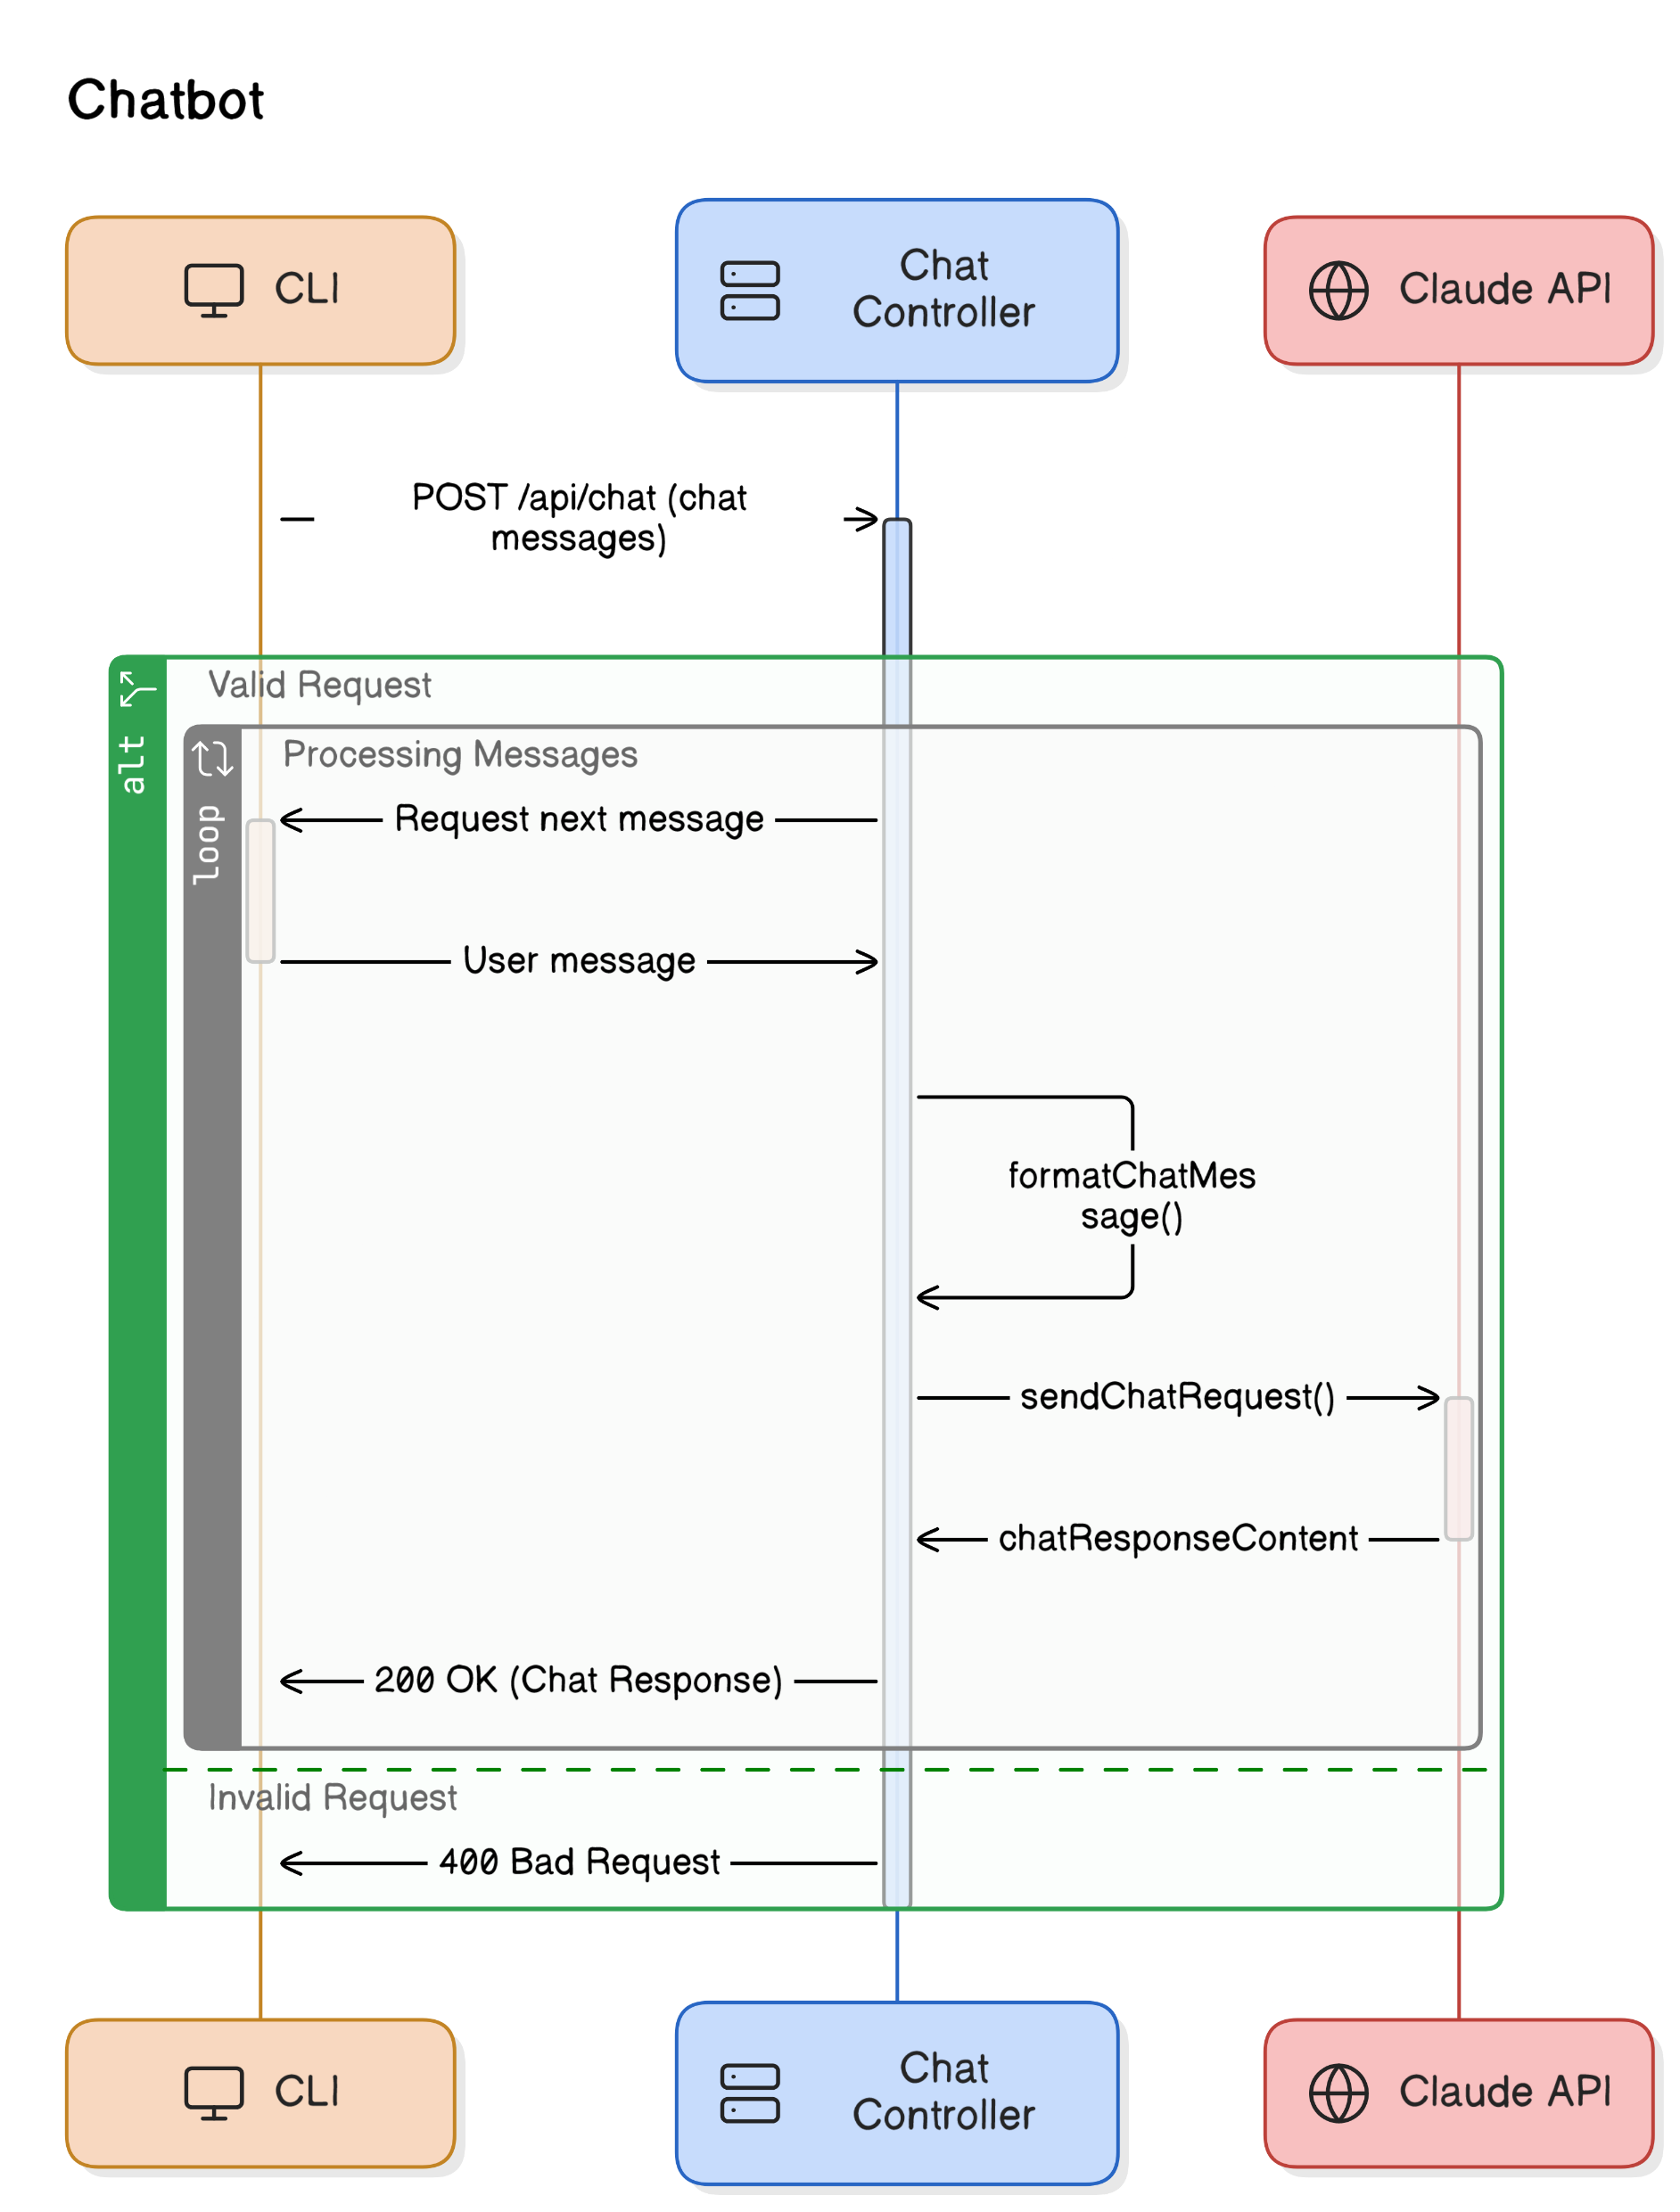 Chatbot
CLI
Chat
Controller
Claude API
POST /api/chat (chat
messages)
alt
Valid Request
loop
Processing Messages
Request next message
User message
formatChatMes
sage()
sendChatRequest()
chatResponseContent
200 OK (Chat Response)
Invalid Request
400 Bad Request
CLI
Chat
Controller
Claude API